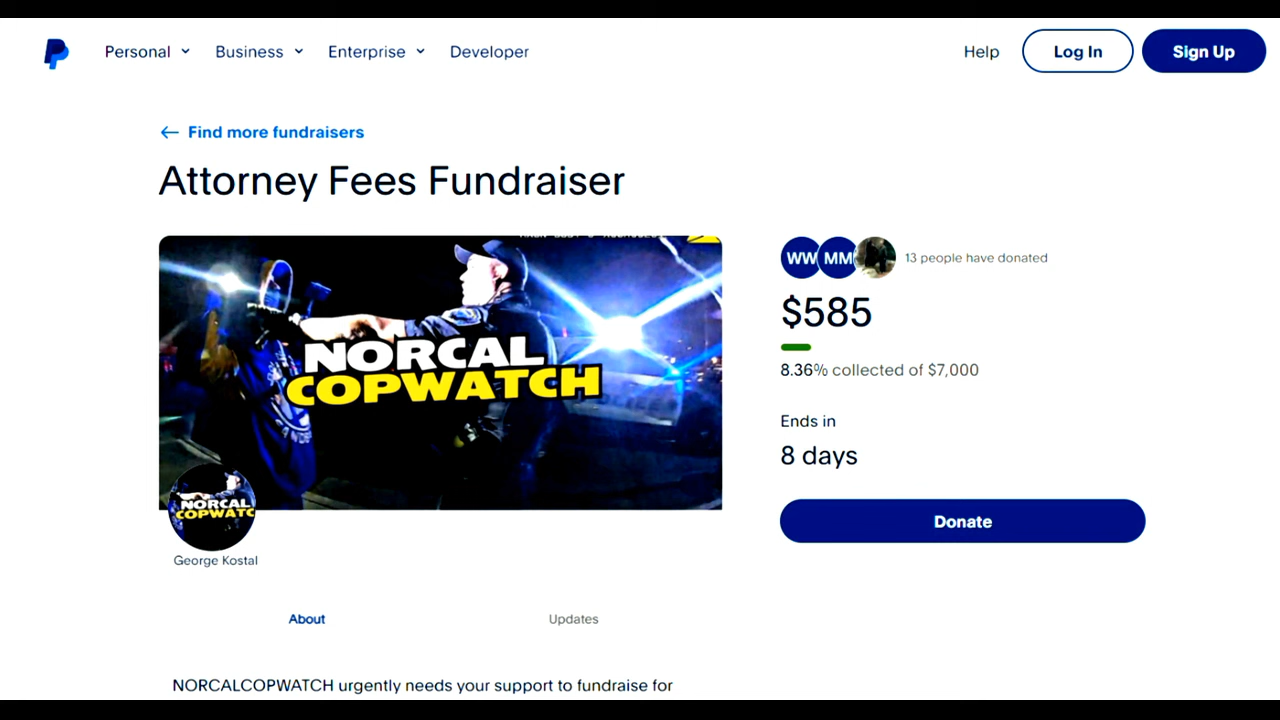 Personal Business Enterprise Developer Help Log In Sign Up
Find more fundraisers
Attorney Fees Fundraiser
NORCAL
COPWATCH
NORCAL
COPWATC
George Kostal
WW MM 13 people have donated
$585
8.36% collected of $7,000
Ends in
8 days
Donate
About Updates
NORCALCOPWATCH urgently needs your support to fundraise for